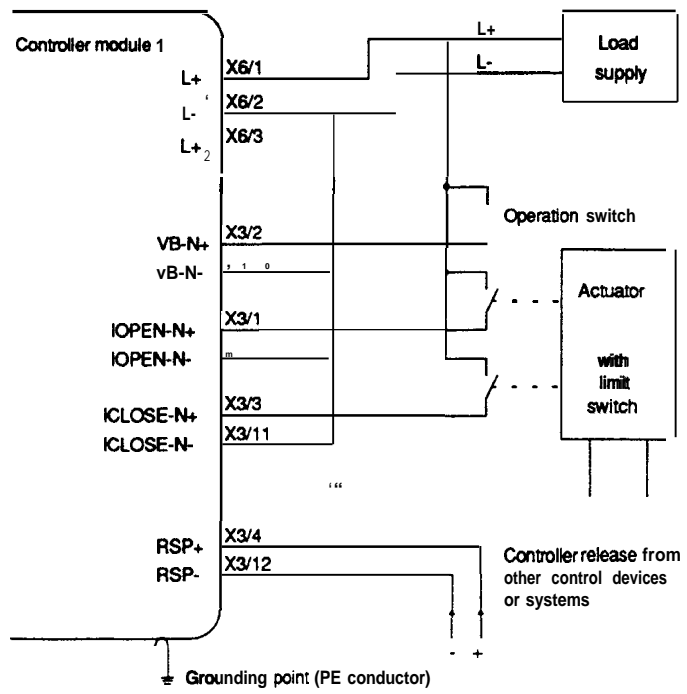 Controller module 1
L+
X6/1
L-
X6/2
L+
2
X6/3
L+
L-
Load
supply
Operation switch
VB-N+
X3/2
vB-N-
, 1 0
IOPEN-N+
X3/1
IOPEN-N-
m
ICLOSE-N+
X3/3
ICLOSE-N-
X3/11
Actuator
with
limit
switch
RSP+
X3/4
RSP-
X3/12
Controller release from
other control devices
or systems
- +
Grounding point (PE conductor)